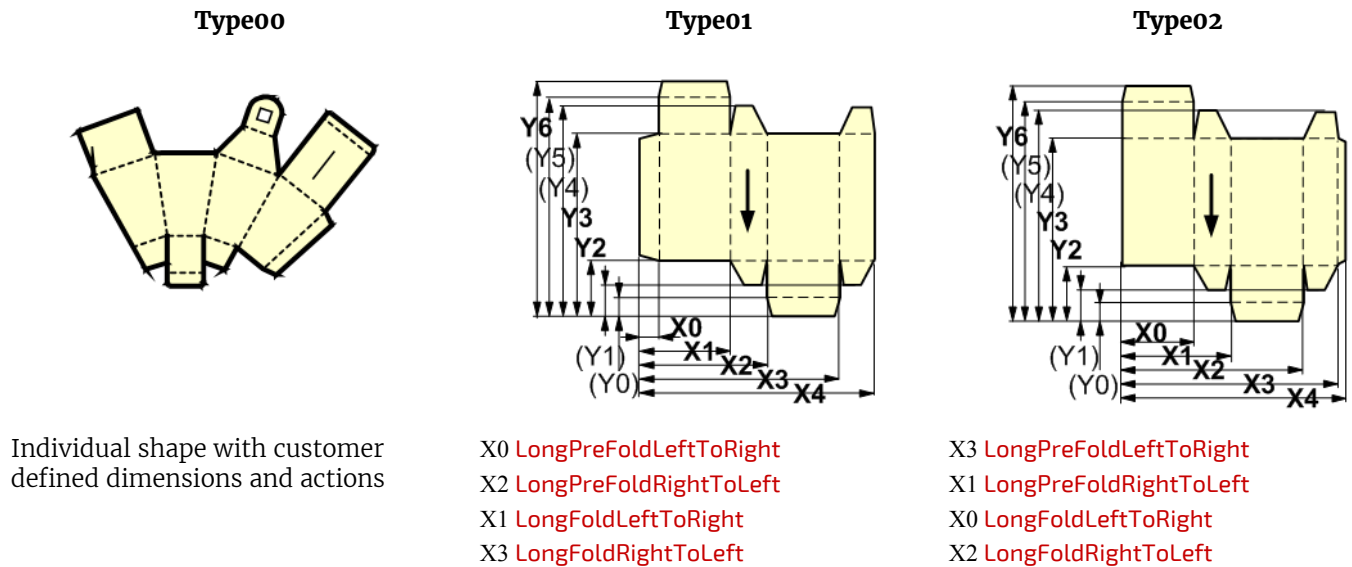 Type00
Type01
Type02
Y6
(Y5)
(Y4)
Y3
Y2
X0
(Y1)
X1
X2
(Y0)
X3
X4
Y6
(Y5)
(Y4)
Y3
Y2
X0
(Y1)
X1
X2
(Y0)
X3
X4
Individual shape with customer
defined dimensions and actions
X0 LongPreFoldLeftToRight
X2 LongPreFoldRightToLeft
X1 LongFoldLeftToRight
X3 LongFoldRightToLeft
X3 LongPreFoldLeftToRight
X1 LongPreFoldRightToLeft
X0 LongFoldLeftToRight
X2 LongFoldRightToLeft